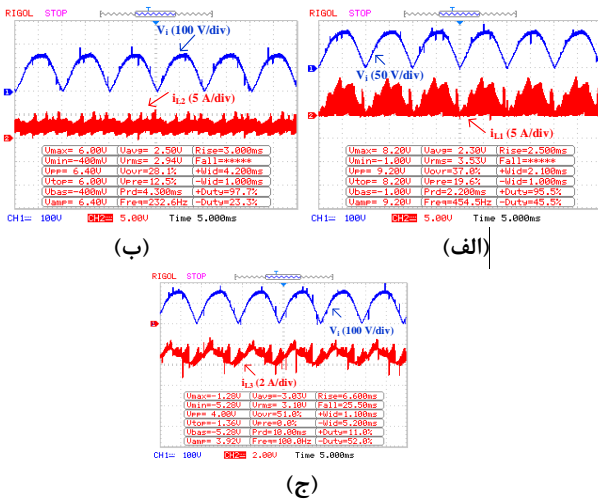 RIGOL STOP
V_i (100 V/div)
i_L2 (5 A/div)
1
2
Vmax= 6.00V Vavg= 2.50V Rise=3.000ms
Vmin=-400mV Vrms= 2.94V Fall=*****
Vpp= 6.40V Vovr=28.1% +Wid=4.200ms
Vtop= 6.00V Vpre=12.5% -Wid=1.000ms
Vbas=-400mV Prd=4.300ms +Duty=97.7%
Vamp= 6.40V Freq=232.6Hz -Duty=23.3%
CH1= 100V CH2= 5.00V Time 5.000ms
(ب)
RIGOL STOP
V_i (50 V/div)
i_L1 (5 A/div)
1
2
Vmax= 8.20V Vavg= 2.30V Rise=2.500ms
Vmin=-1.00V Vrms= 3.53V Fall=*****
Vpp= 9.20V Vovr=37.0% +Wid=2.100ms
Vtop= 8.20V Vpre=19.6% -Wid=1.000ms
Vbas=-1.00V Prd=2.200ms +Duty=95.5%
Vamp= 9.20V Freq=454.5Hz -Duty=45.5%
CH1= 100V CH2= 5.00V Time 5.000ms
(الف)
RIGOL STOP
V_i (100 V/div)
i_L3 (2 A/div)
Vmax=-1.28V Vavg=-3.03V Rise=6.600ms
Vmin=-5.28V Vrms= 3.10V Fall=25.50ms
Vpp= 4.00V Vovr=51.0% +Wid=1.100ms
Vtop=-1.36V Vpre=0.0% -Wid=5.200ms
Vbas=-5.28V Prd=10.00ms +Duty=11.0%
Vamp= 3.92V Freq=100.0Hz -Duty=52.0%
CH1= 100V CH2= 2.00V Time 5.000ms
(ج)